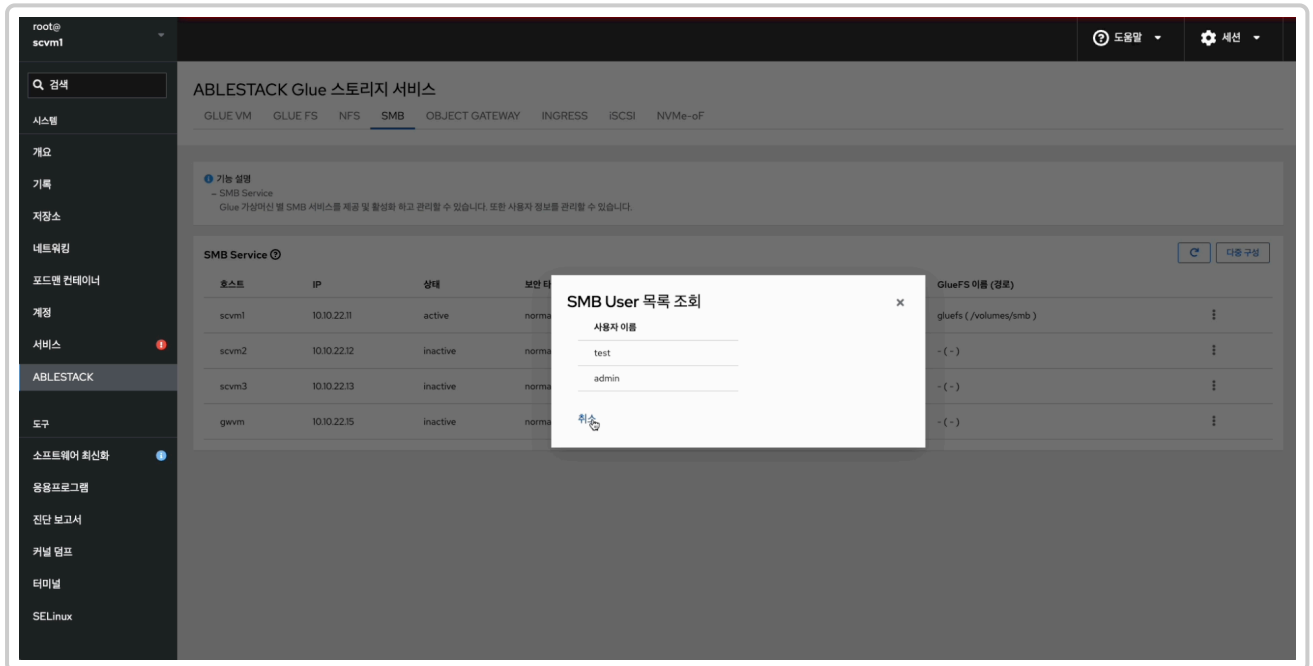 root@
scvm1
도움말
세션
검색
시스템
개요
기록
저장소
네트워킹
포드맨 컨테이너
계정
서비스
ABLESTACK
도구
소프트웨어 최신화
응용프로그램
진단 보고서
커널 덤프
터미널
SELinux
ABLESTACK Glue 스토리지 서비스
GLUE VM GLUE FS NFS SMB OBJECT GATEWAY INGRESS iSCSI NVMe-oF
기능 설명
- SMB Service
Glue 가상머신 별 SMB 서비스를 제공 및 활성화 하고 관리할 수 있습니다. 또한 사용자 정보를 관리할 수 있습니다.
SMB Service
다중 구성
호스트 IP 상태 보안 타 GlueFS 이름 (경로)
scvm1 10.10.22.11 active norma gluefs ( /volumes/smb )
scvm2 10.10.22.12 inactive norma - ( - )
scvm3 10.10.22.13 inactive norma - ( - )
gwvm 10.10.22.15 inactive norma - ( - )
SMB User 목록 조회
사용자 이름
test
admin
취소